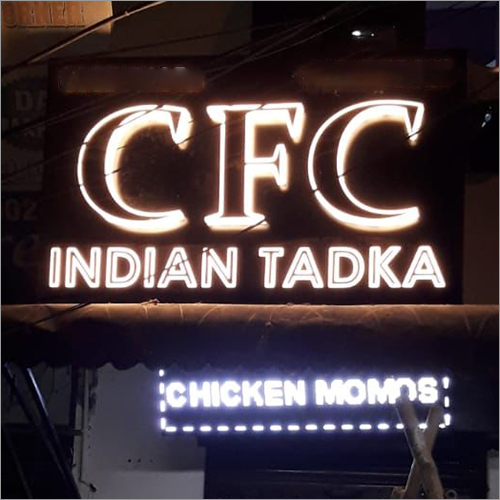 CFC
INDIAN TADKA
CHICKEN MOMOS